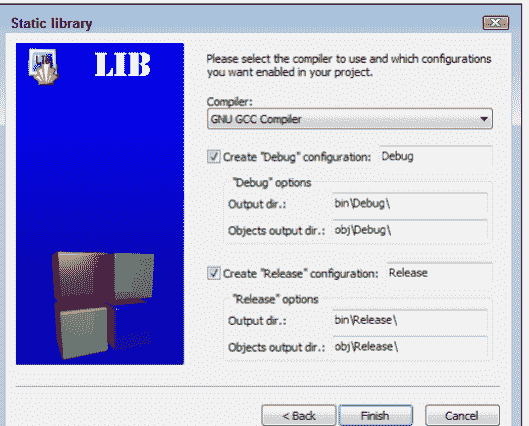 Static library
LIB
LIB
Please select the compiler to use and which configurations
you want enabled in your project.
Compiler:
GNU GCC Compiler
Create "Debug" configuration: Debug
"Debug" options
Output dir.: bin\Debug\
Objects output dir.: obj\Debug\
Create "Release" configuration: Release
"Release" options
Output dir.: bin\Release\
Objects output dir.: obj\Release\
< Back Finish Cancel